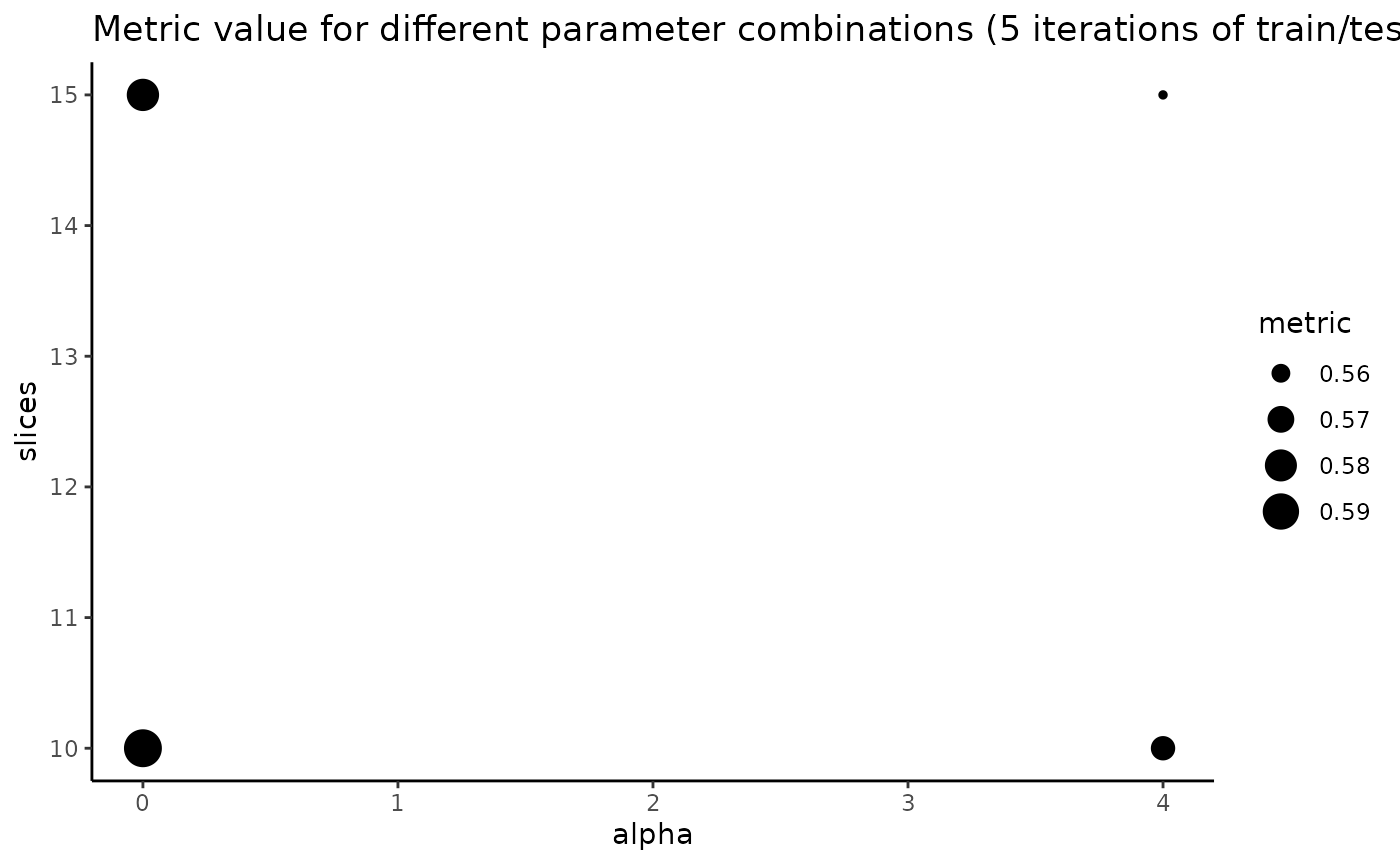 Metric value for different parameter combinations (5 iterations of train/tes
15
14
13
12
11
10
slices
0 1 2 3 4
alpha
metric
0.56
0.57
0.58
0.59